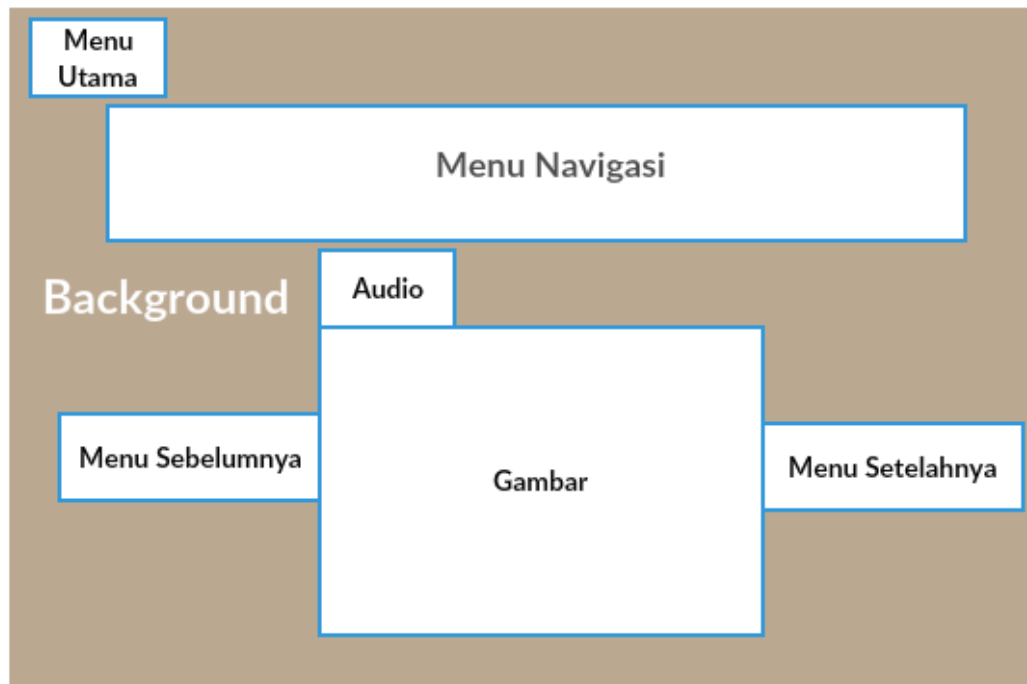 Menu
Utama
Menu Navigasi
Background
Audio
Menu Sebelumnya
Gambar
Menu Setelahnya